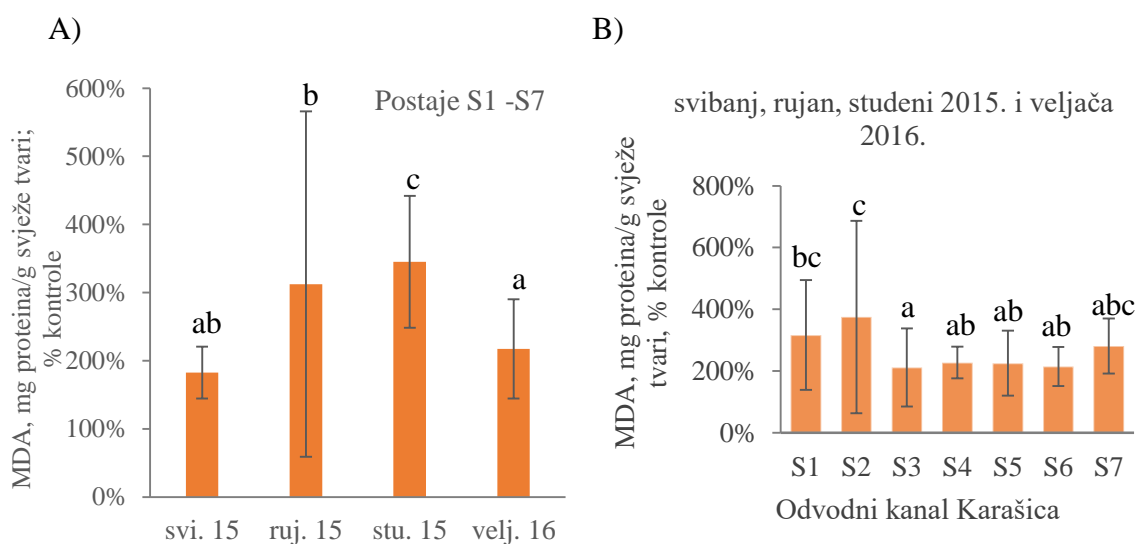 A)
MDA, mg proteina/g svježe tvari;
% kontrole
600%
500%
400%
300%
200%
100%
0%
Postaje S1 -S7
ab
b
c
a
svi. 15
ruj. 15
stu. 15
velj. 16
B)
svibanj, rujan, studeni 2015. i veljača
2016.
MDA, mg proteina/g svježe
tvari, % kontrole
800%
600%
400%
200%
0%
bc
c
a
ab
ab
ab
abc
S1
S2
S3
S4
S5
S6
S7
Odvodni kanal Karašica